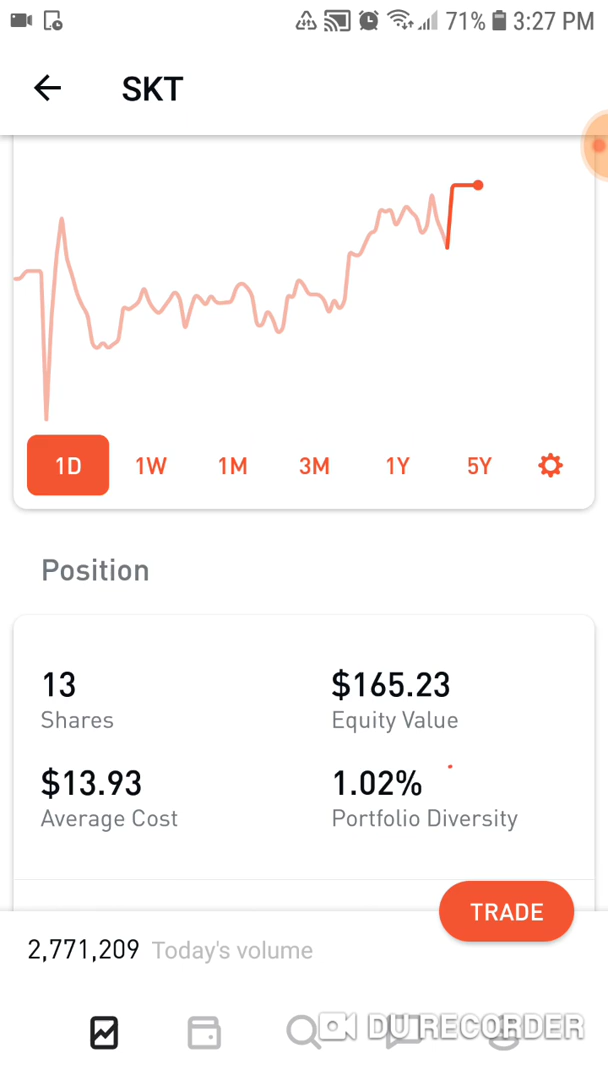 71% 3:27 PM
SKT
1D 1W 1M 3M 1Y 5Y
Position
13 $165.23
Shares Equity Value
$13.93 1.02%
Average Cost Portfolio Diversity
TRADE
2,771,209 Today's volume
DU RECORDER